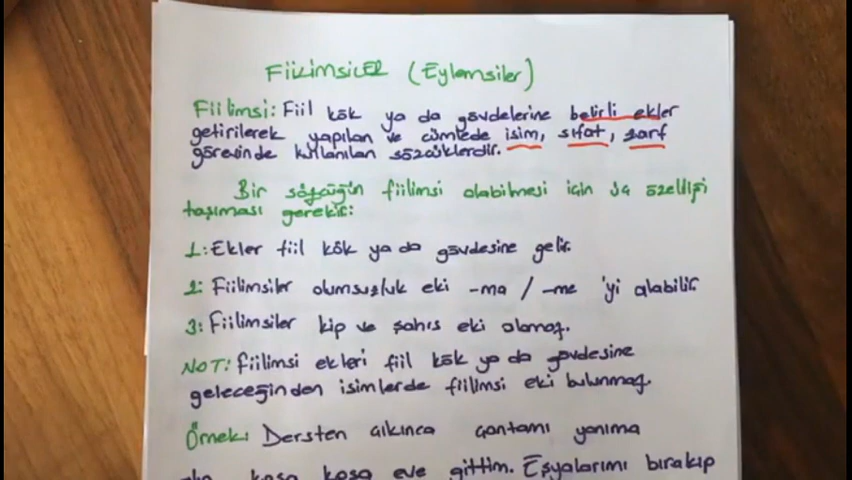 FiiLiMSiLER (Eylemsiler)
Fiilimsi: Fiil kök ya da gövdelerine belirli ekler
getirilerek yapılan ve cümlede isim, sıfat, zarf
görevinde kullanılan sözcüklerdir.
Bir sözcüğün fiilimsi olabilmesi için şu özelliği
taşıması gerekir:
1: Ekler fiil kök ya da gövdesine gelir.
2: Fiilimsiler olumsuzluk eki -ma / -me 'yi alabilir.
3: Fiilimsiler kip ve şahıs eki alamaz.
NOT: Fiilimsi ekleri fiil kök ya da gövdesine
geleceğinden isimlerde fiilimsi eki bulunmaz.
Örnek: Dersten çıkınca çantamı yanıma
koşa koşa eve gittim. Eşyalarımı bırakıp